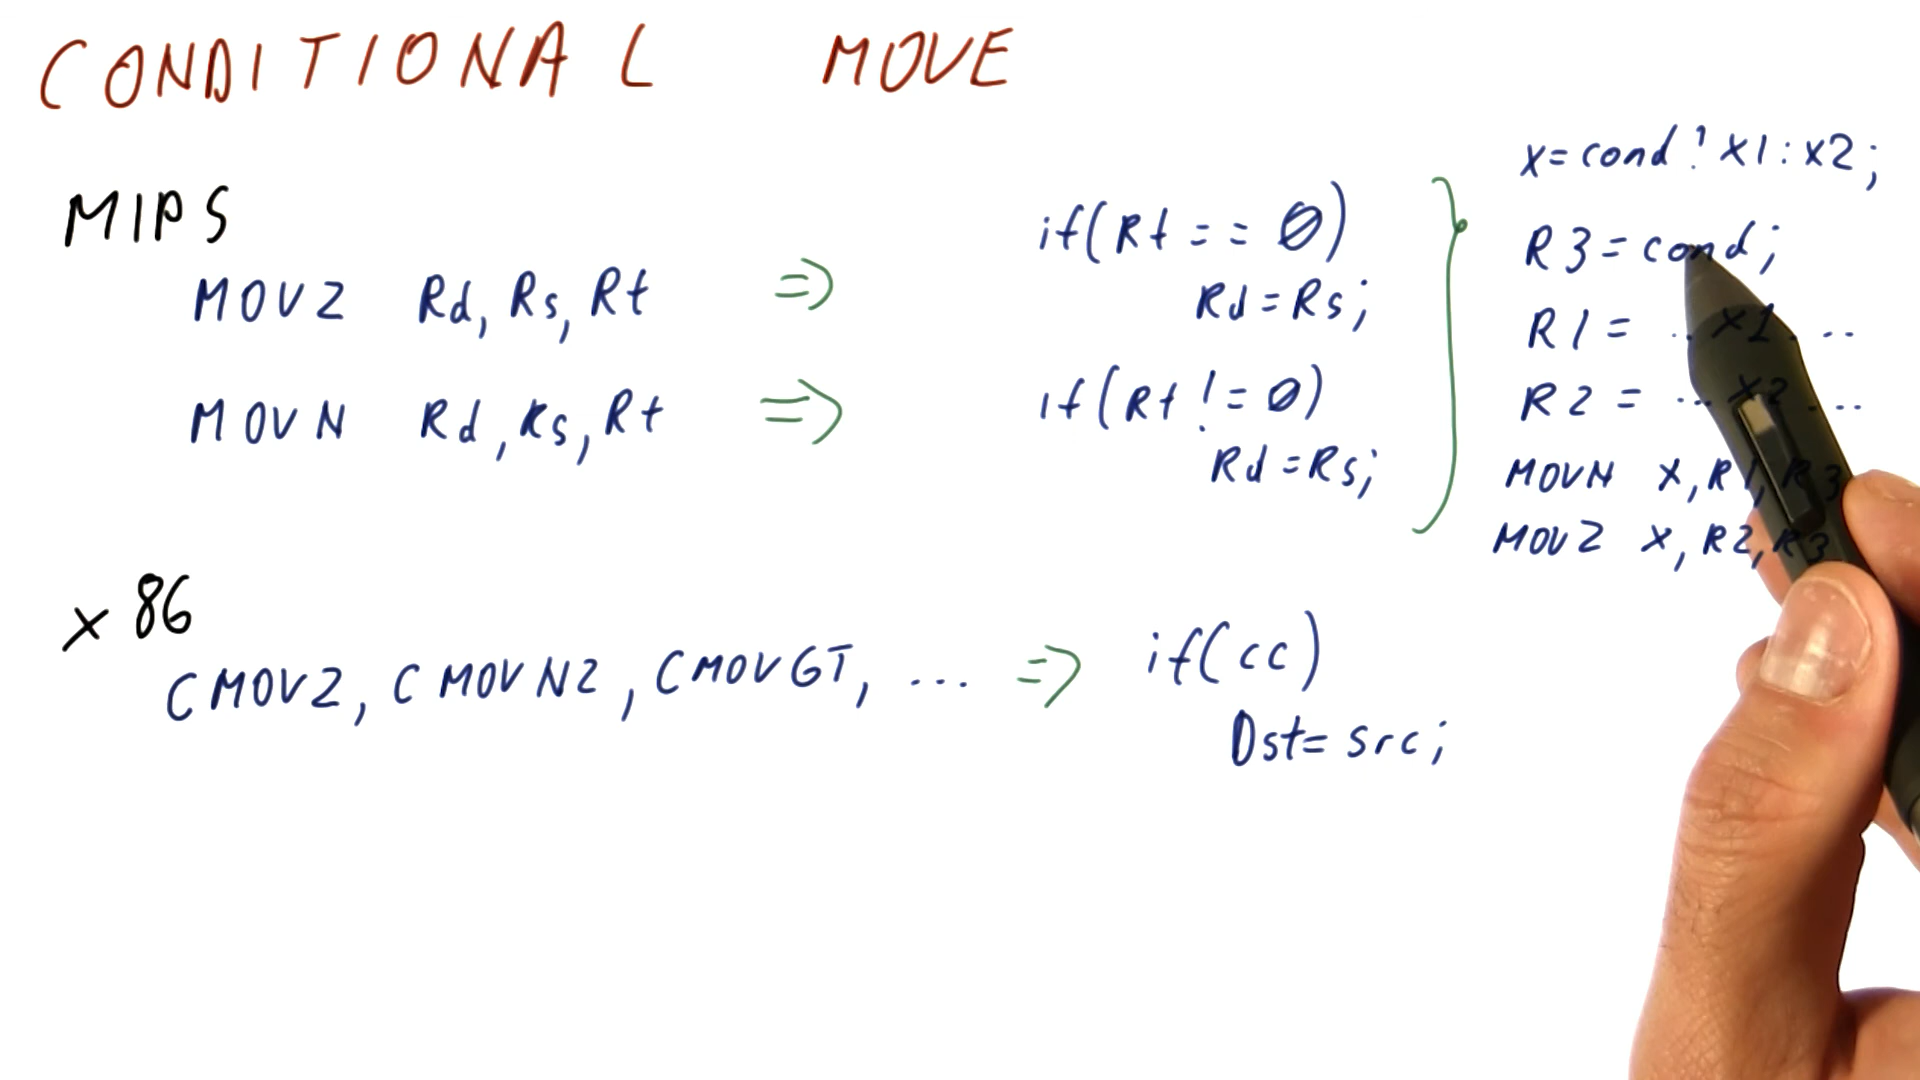 CONDITIONAL MOVE
MIPS
MOVZ Rd, Rs, Rt => if(Rt == 0)
Rd = Rs;
MOVN Rd, Rs, Rt => if(Rt != 0)
Rd = Rs;
x = cond ? x1 : x2;
R3 = cond;
R1 = .. x1 . ..
R2 = ... x2 ...
MOVN x, R1, R3
MOVZ x, R2, R3
x86
CMOVZ, CMOVNZ, CMOVGT, ... => if(cc)
Dst = src;